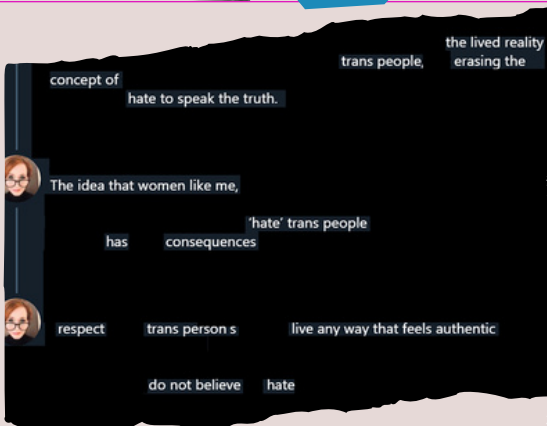 the lived reality
trans people, erasing the
concept of
hate to speak the truth.
The idea that women like me,
‘hate’ trans people
has consequences
respect trans person s live any way that feels authentic
do not believe hate